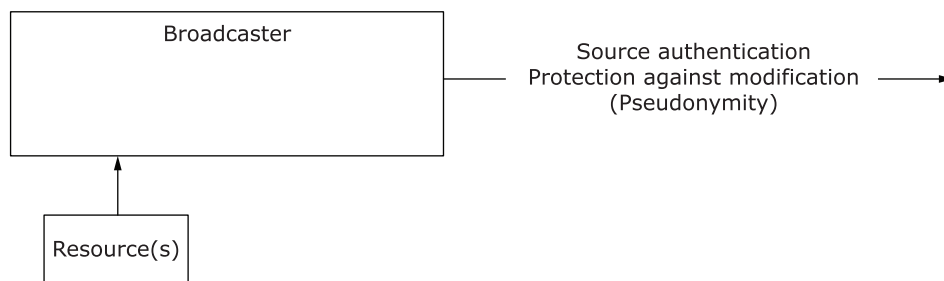 Broadcaster
Source authentication
Protection against modification
(Pseudonymity)
Resource(s)